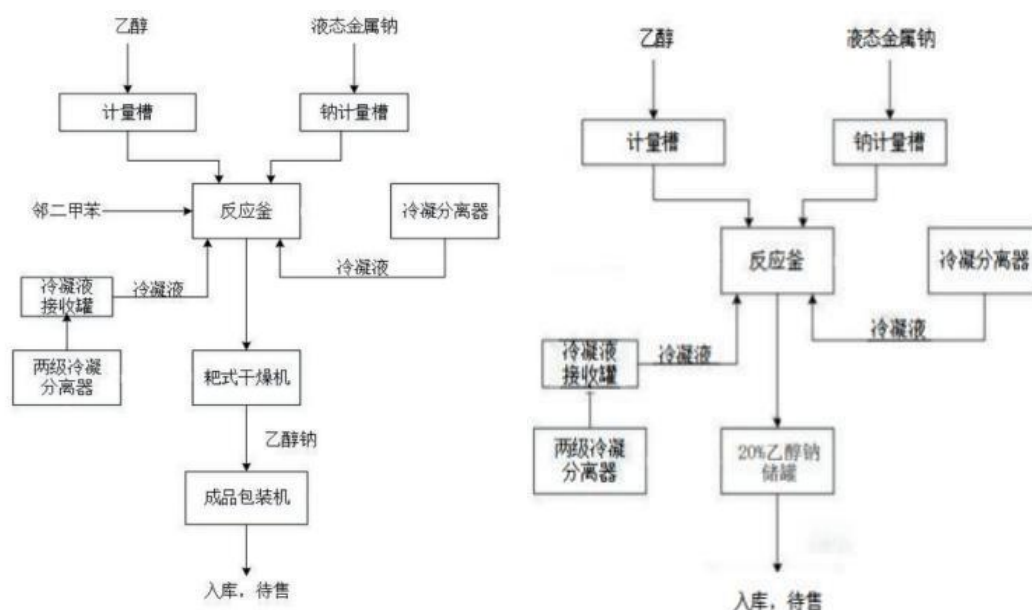 乙醇
液态金属钠
计量槽
钠计量槽
邻二甲苯
反应釜
冷凝分离器
冷凝液
冷凝液
接收罐
冷凝液
两级冷凝
分离器
耙式干燥机
乙醇钠
成品包装机
入库，待售
乙醇
液态金属钠
计量槽
钠计量槽
反应釜
冷凝分离器
冷凝液
冷凝液
接收罐
冷凝液
两级冷凝
分离器
20%乙醇钠
储罐
入库，待售